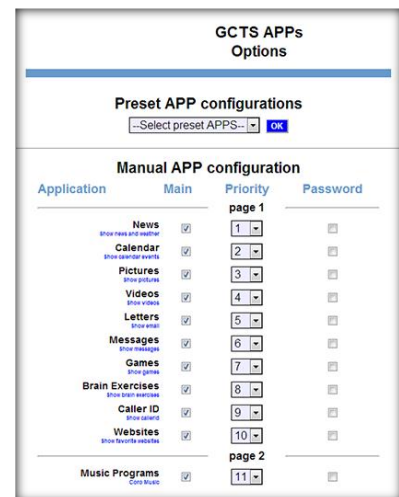 GCTS APPs
Options
Preset APP configurations
--Select preset APPS-- OK
Manual APP configuration
Application Main Priority Password
page 1
News 1
Show news and weather
Calendar 2
Show calendar events
Pictures 3
Show pictures
Videos 4
Show videos
Letters 5
Show email
Messages 6
Show messages
Games 7
Show games
Brain Exercises 8
Show brain exercises
Caller ID 9
Show callerid
Websites 10
Show favorite websites
page 2
Music Programs 11
Coro Music